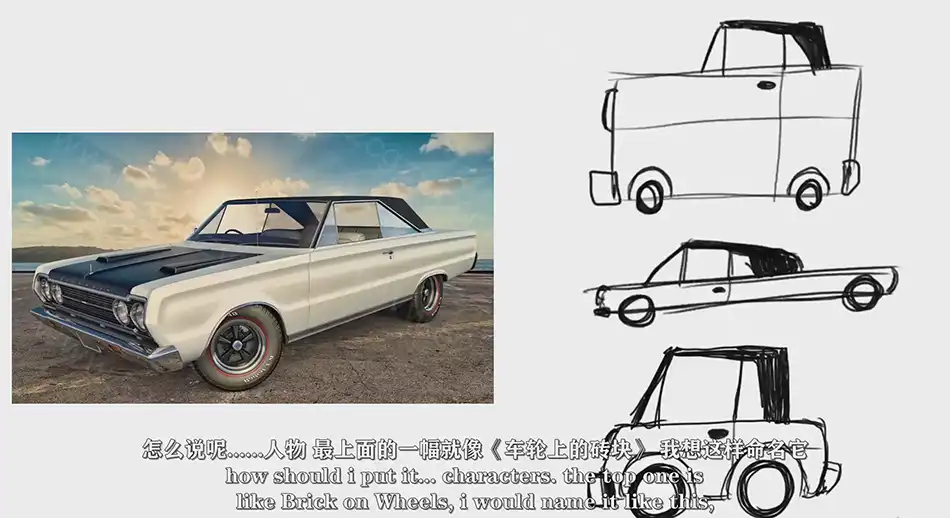 怎么说呢......人物 最上面的一幅就像《车轮上的砖块》 我想这样命名它
how should i put it... characters. the top one is
like Brick on Wheels, i would name it like this,